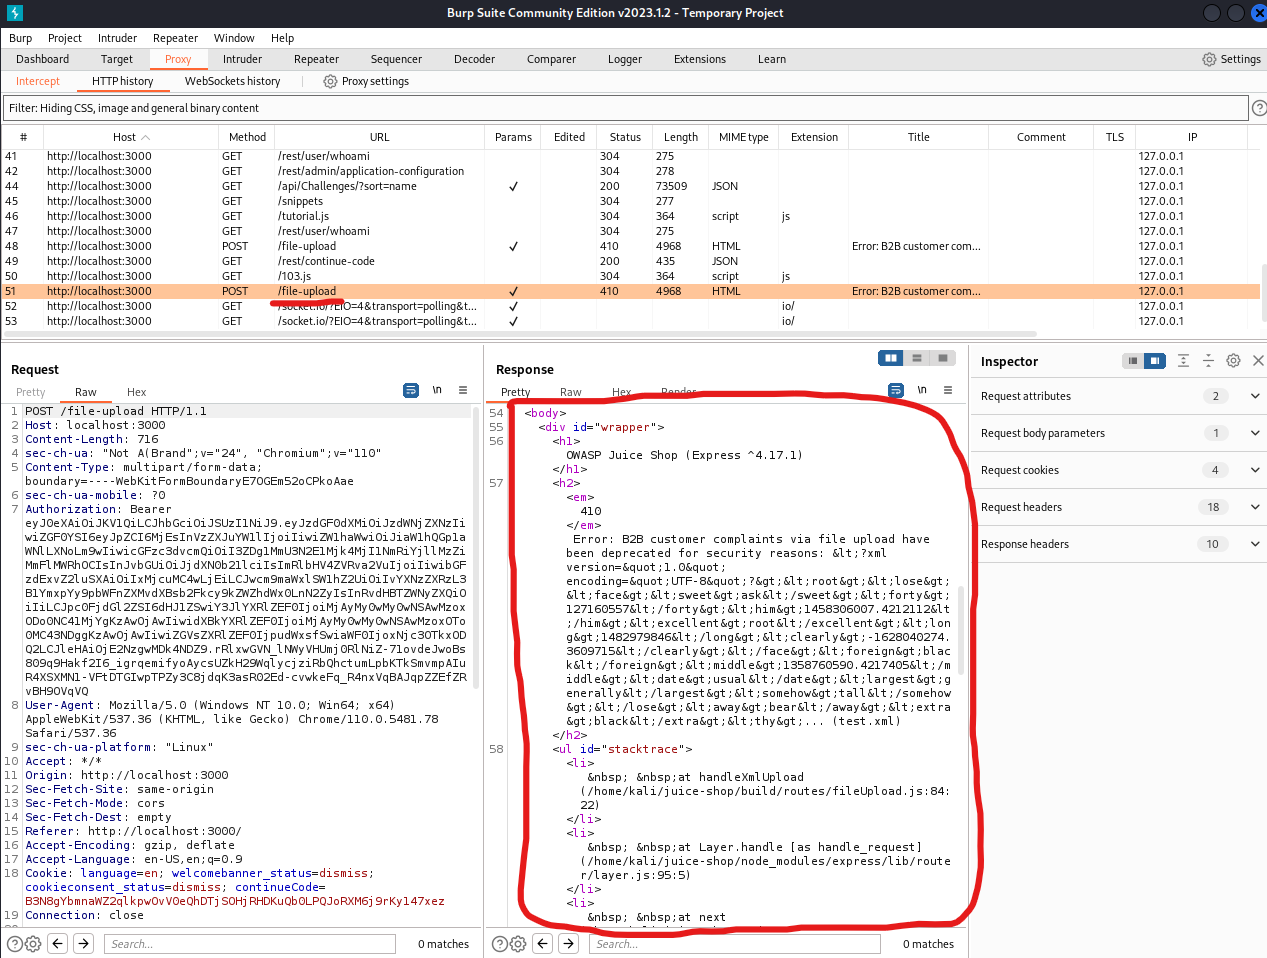 Burp Suite Community Edition v2023.1.2 - Temporary Project
Burp Project Intruder Repeater Window Help
Dashboard Target Proxy Intruder Repeater Sequencer Decoder Comparer Logger Extensions Learn Settings
Intercept HTTP history WebSockets history Proxy settings
Filter: Hiding CSS, image and general binary content
# Host Method URL Params Edited Status Length MIME type Extension Title Comment TLS IP
41 http://localhost:3000 GET /rest/user/whoami 304 275 127.0.0.1
42 http://localhost:3000 GET /rest/admin/application-configuration 304 278 127.0.0.1
44 http://localhost:3000 GET /api/Challenges/?sort=name ✓ 200 73509 JSON 127.0.0.1
45 http://localhost:3000 GET /snippets 304 277 127.0.0.1
46 http://localhost:3000 GET /tutorial.js 304 364 script js 127.0.0.1
47 http://localhost:3000 GET /rest/user/whoami 304 275 127.0.0.1
48 http://localhost:3000 POST /file-upload ✓ 410 4968 HTML Error: B2B customer com... 127.0.0.1
49 http://localhost:3000 GET /rest/continue-code 200 435 JSON 127.0.0.1
50 http://localhost:3000 GET /103.js 304 364 script js 127.0.0.1
51 http://localhost:3000 POST /file-upload ✓ 410 4968 HTML Error: B2B customer com... 127.0.0.1
52 http://localhost:3000 GET /socket.io/?EIO=4&transport=polling&t... ✓ io/ 127.0.0.1
53 http://localhost:3000 GET /socket.io/?EIO=4&transport=polling&t... ✓ io/ 127.0.0.1
Request
Pretty Raw Hex \n
1 POST /file-upload HTTP/1.1
2 Host: localhost:3000
3 Content-Length: 716
4 sec-ch-ua: "Not A(Brand";v="24", "Chromium";v="110"
5 Content-Type: multipart/form-data;
boundary=----WebKitFormBoundaryE7OGEm52oCPkoAae
6 sec-ch-ua-mobile: ?0
7 Authorization: Bearer
8 User-Agent: Mozilla/5.0 (Windows NT 10.0; Win64; x64)
AppleWebKit/537.36 (KHTML, like Gecko) Chrome/110.0.5481.78
Safari/537.36
9 sec-ch-ua-platform: "Linux"
10 Accept: */*
11 Origin: http://localhost:3000
12 Sec-Fetch-Site: same-origin
13 Sec-Fetch-Mode: cors
14 Sec-Fetch-Dest: empty
15 Referer: http://localhost:3000/
16 Accept-Encoding: gzip, deflate
17 Accept-Language: en-US,en;q=0.9
18 Cookie: language=en; welcomebanner_status=dismiss;
cookieconsent_status=dismiss; continueCode=
19 Connection: close
Search... 0 matches
Response
Pretty Raw Hex Render \n
54 <body>
55 <div id="wrapper">
56 <h1>
OWASP Juice Shop (Express ^4.17.1)
</h1>
57 <h2>
<em>
410
</em>
Error: B2B customer complaints via file upload have
been deprecated for security reasons: &lt;?xml
version=&quot;1.0&quot;
encoding=&quot;UTF-8&quot;?&gt;&lt;root&gt;&lt;lose&gt;
&lt;face&gt;&lt;sweet&gt;ask&lt;/sweet&gt;&lt;forty&gt;
127160557&lt;/forty&gt;&lt;him&gt;1458306007.4212112&lt
;/him&gt;&lt;excellent&gt;root&lt;/excellent&gt;&lt;lon
g&gt;1482979846&lt;/long&gt;&lt;clearly&gt;-1628040274.
3609715&lt;/clearly&gt;&lt;/face&gt;&lt;foreign&gt;blac
k&lt;/foreign&gt;&lt;middle&gt;1358760590.4217405&lt;/m
iddle&gt;&lt;date&gt;usual&lt;/date&gt;&lt;largest&gt;g
enerally&lt;/largest&gt;&lt;somehow&gt;tall&lt;/somehow
&gt;&lt;/lose&gt;&lt;away&gt;bear&lt;/away&gt;&lt;extra
&gt;black&lt;/extra&gt;&lt;thy&gt;... (test.xml)
</h2>
58 <ul id="stacktrace">
<li>
&nbsp; &nbsp;at handleXmlUpload
(/home/kali/juice-shop/build/routes/fileUpload.js:84:
22)
</li>
<li>
&nbsp; &nbsp;at Layer.handle [as handle_request]
(/home/kali/juice-shop/node_modules/express/lib/route
r/layer.js:95:5)
</li>
<li>
&nbsp; &nbsp;at next
Search... 0 matches
Inspector
Request attributes 2
Request body parameters 1
Request cookies 4
Request headers 18
Response headers 10